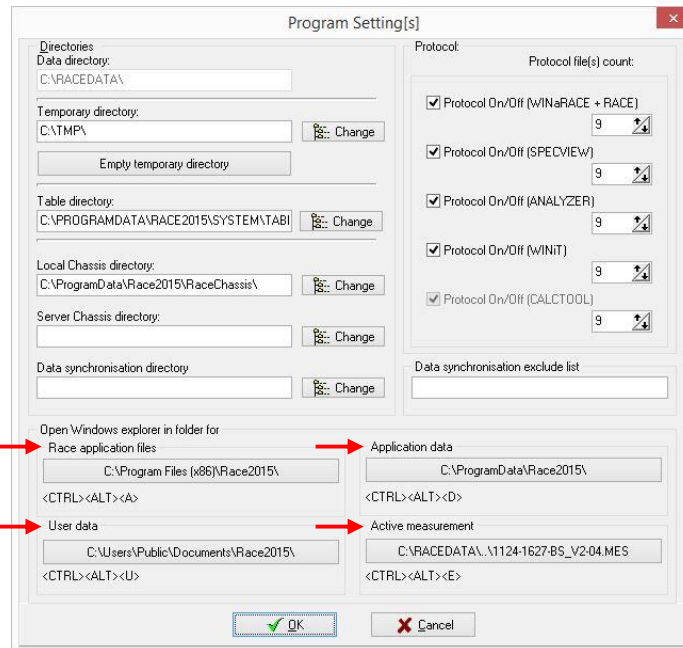 Program Setting[s]
Directories
Data directory:
C:\RACEDATA\
Temporary directory:
C:\TMP\
Change
Empty temporary directory
Table directory:
C:\PROGRAMDATA\RACE2015\SYSTEM\TABI
Change
Local Chassis directory:
C:\ProgramData\Race2015\RaceChassis\
Change
Server Chassis directory:
Change
Data synchronisation directory
Change
Protocol:
Protocol file(s) count:
Protocol On/Off (WINaRACE + RACE)
9
Protocol On/Off (SPECVIEW)
9
Protocol On/Off (ANALYZER)
9
Protocol On/Off (WINiT)
9
Protocol On/Off (CALCTOOL)
9
Data synchronisation exclude list
Open Windows explorer in folder for
Race application files
C:\Program Files (x86)\Race2015\
<CTRL><ALT><A>
Application data
C:\ProgramData\Race2015\
<CTRL><ALT><D>
User data
C:\Users\Public\Documents\Race2015\
<CTRL><ALT><U>
Active measurement
C:\RACEDATA\..\1124-1627-BS_V2-04.MES
<CTRL><ALT><E>
OK
Cancel